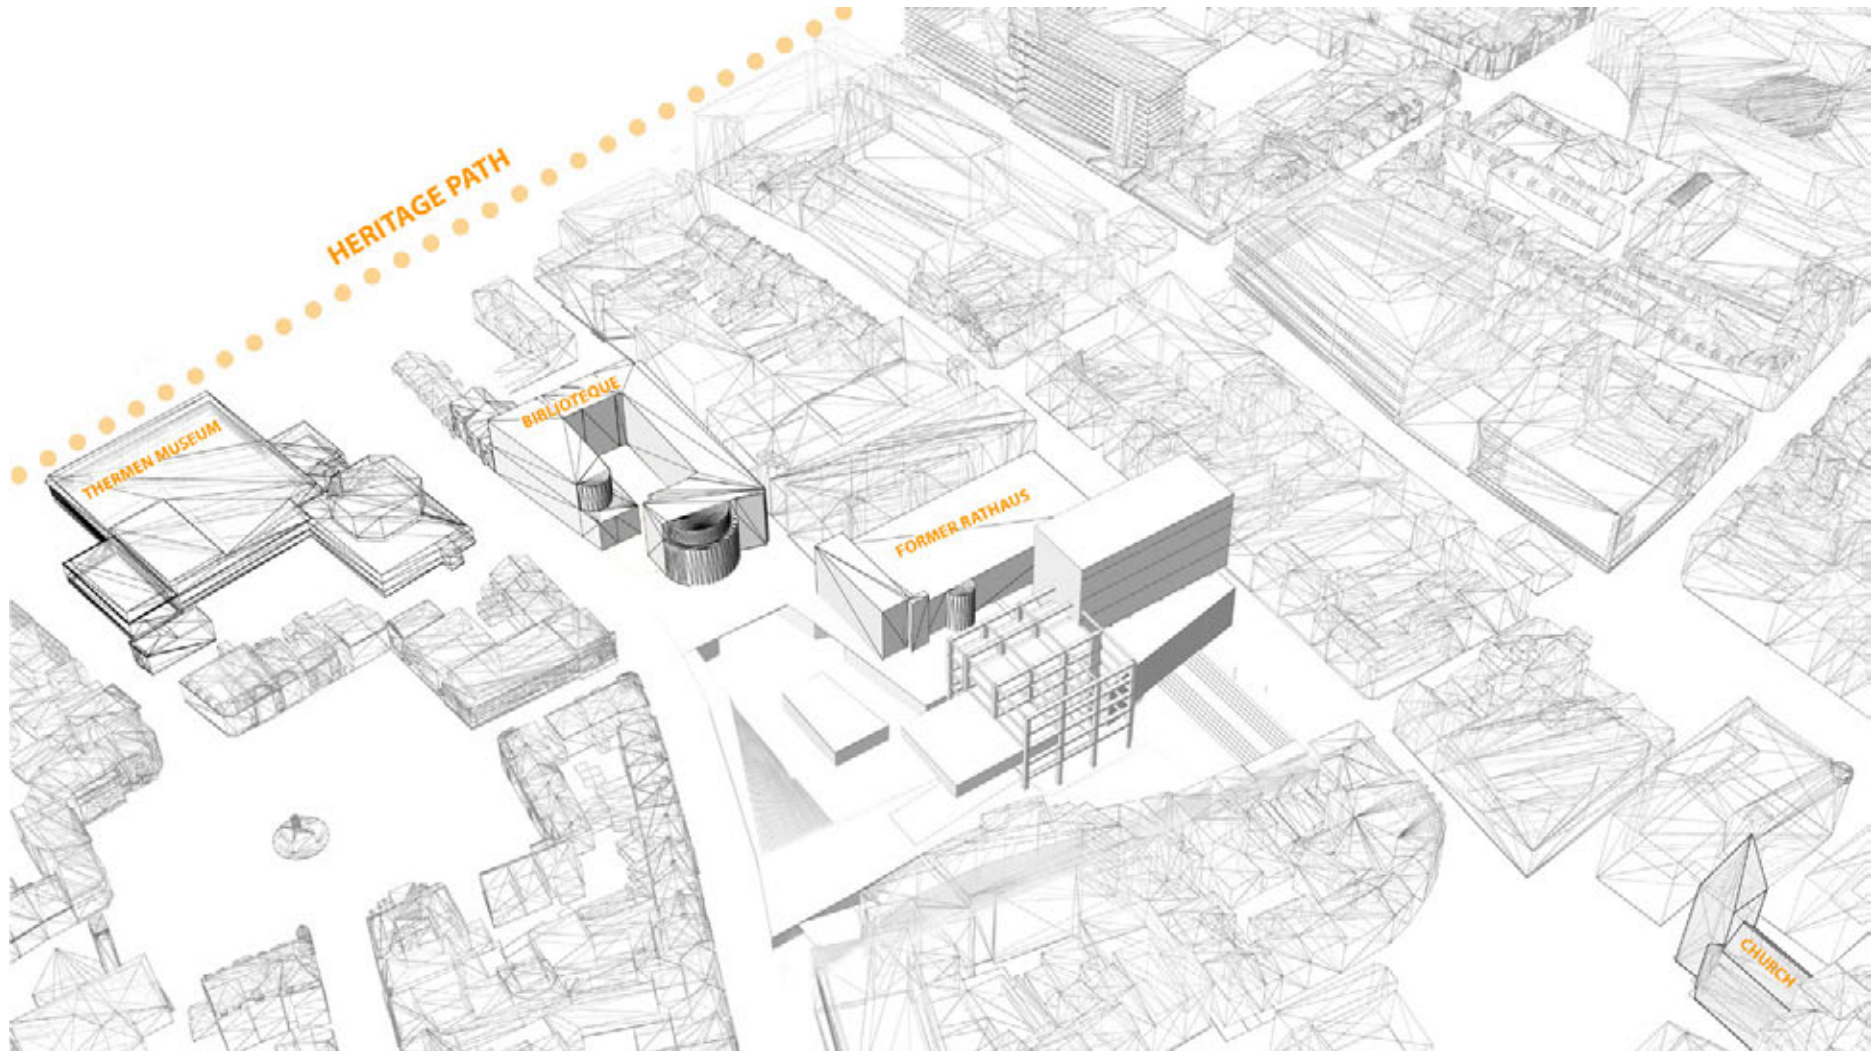 HERITAGE PATH
THERMEN MUSEUM
BIBLIOTEQUE
FORMER RATHAUS
CHURCH